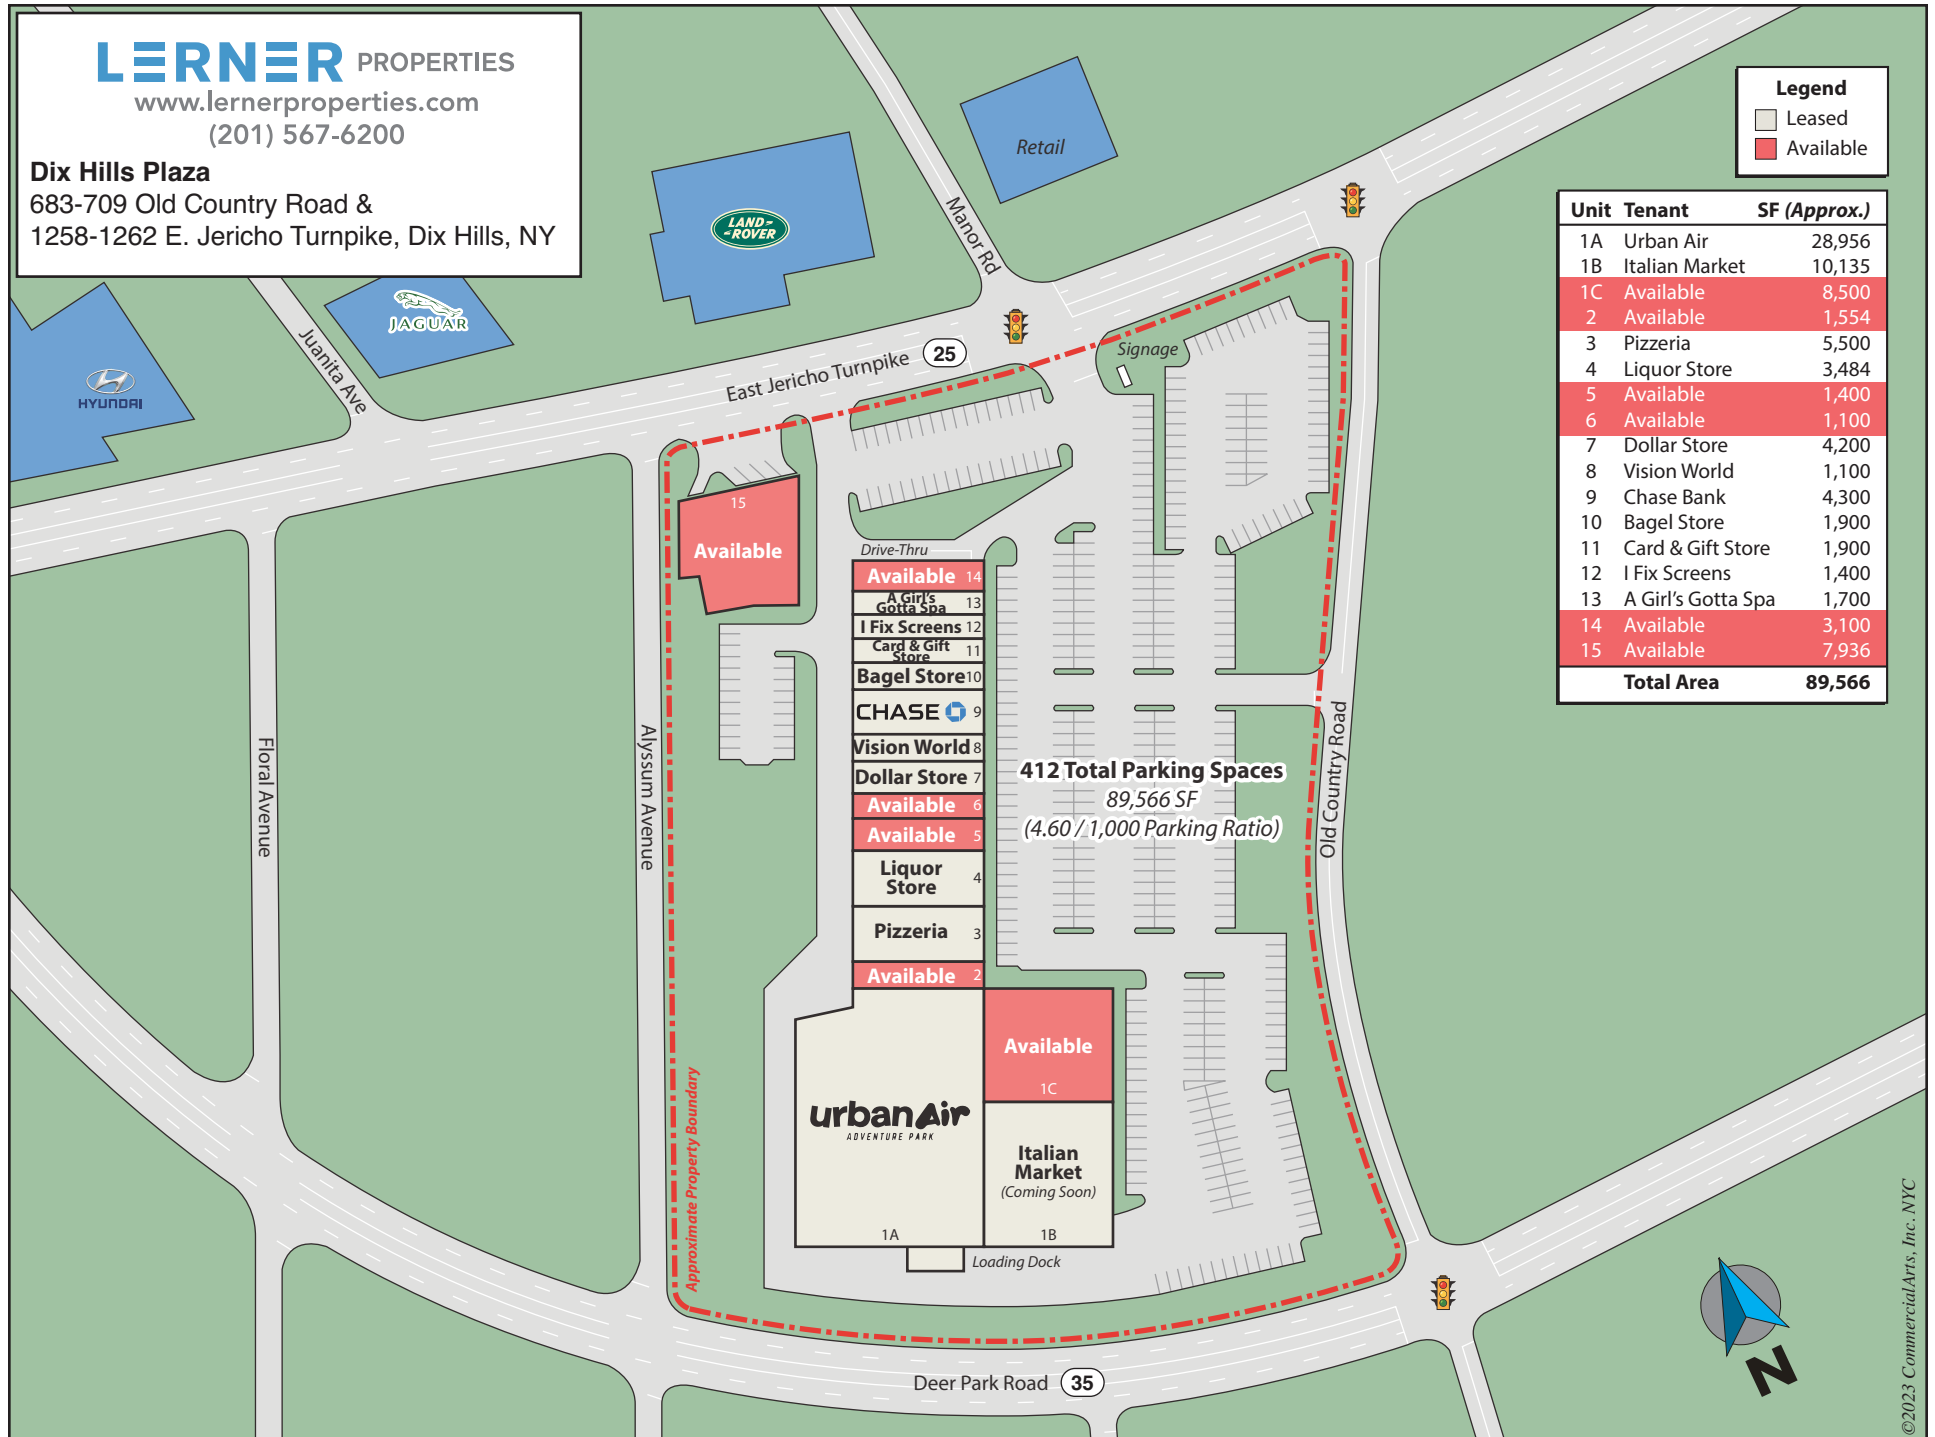 LERNER PROPERTIES
www.lernerproperties.com
(201) 567-6200
Dix Hills Plaza
683-709 Old Country Road &
1258-1262 E. Jericho Turnpike, Dix Hills, NY
Legend
Leased
Available
Unit Tenant SF (Approx.)
1A Urban Air 28,956
1B Italian Market 10,135
1C Available 8,500
2 Available 1,554
3 Pizzeria 5,500
4 Liquor Store 3,484
5 Available 1,400
6 Available 1,100
7 Dollar Store 4,200
8 Vision World 1,100
9 Chase Bank 4,300
10 Bagel Store 1,900
11 Card & Gift Store 1,900
12 I Fix Screens 1,400
13 A Girl's Gotta Spa 1,700
14 Available 3,100
15 Available 7,936
Total Area 89,566
Retail
LAND-
-ROVER
Manor Rd
JAGUAR
Juanita Ave
HYUNDAI
East Jericho Turnpike 25
Signage
15
Available
Drive-Thru
Available 14
A Girl's
Gotta Spa 13
I Fix Screens 12
Card & Gift
Store 11
Bagel Store 10
CHASE 9
Vision World 8
Dollar Store 7
Available 6
Available 5
Liquor
Store 4
Pizzeria 3
Available 2
412 Total Parking Spaces
89,566 SF
(4.60 / 1,000 Parking Ratio)
Floral Avenue
Alyssum Avenue
Old Country Road
Approximate Property Boundary
Available
1C
urban Air
ADVENTURE PARK
1A
Italian
Market
(Coming Soon)
1B
Loading Dock
Deer Park Road 35
N
©2023 CommercialArts, Inc. NYC